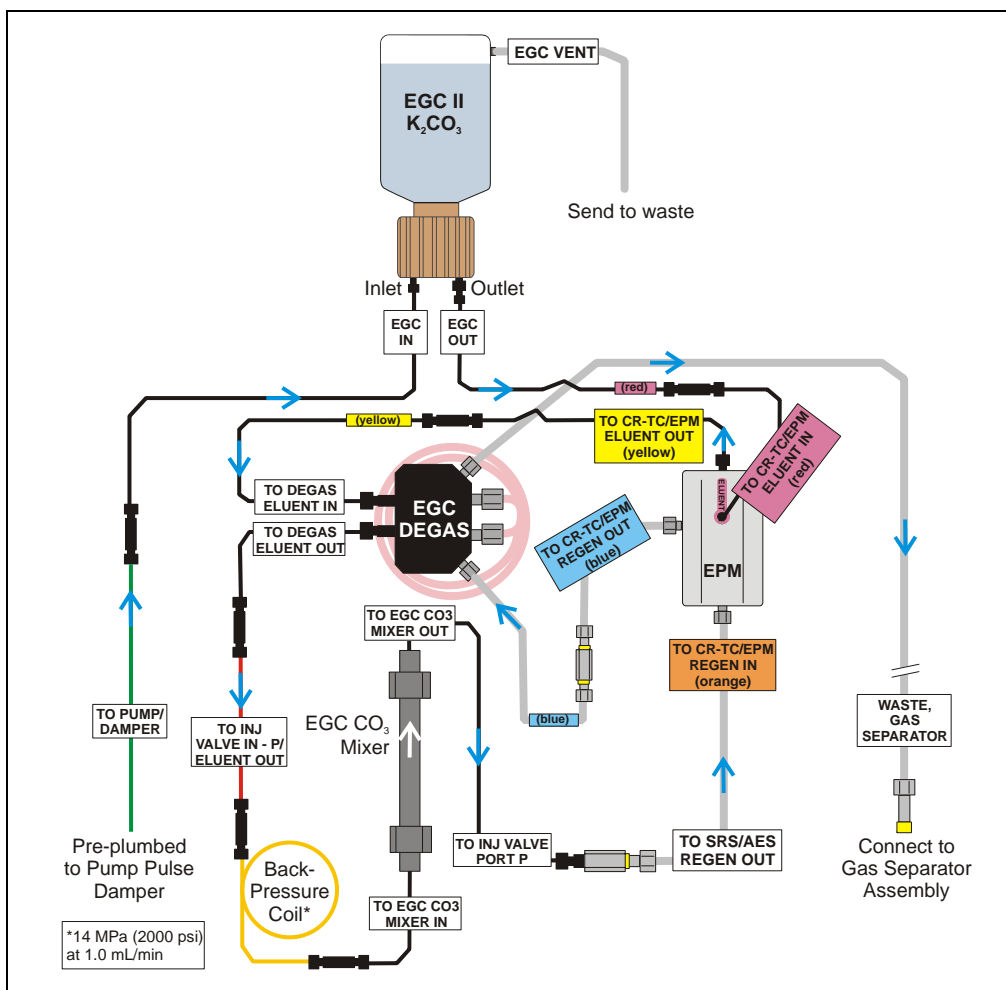 EGC VENT
EGC II
K₂CO₃
Send to waste
Inlet
Outlet
EGC
IN
EGC
OUT
(red)
(yellow)
TO CR-TC/EPM
ELUENT OUT
(yellow)
TO CR-TC/EPM
ELUENT IN
(red)
TO DEGAS
ELUENT IN
TO DEGAS
ELUENT OUT
EGC
DEGAS
TO CR-TC/EPM
REGEN OUT
(blue)
ELUENT
EPM
TO EGC CO3
MIXER OUT
TO CR-TC/EPM
REGEN IN
(orange)
TO PUMP/
DAMPER
TO INJ
VALVE IN - P/
ELUENT OUT
EGC CO₃
Mixer
(blue)
WASTE,
GAS
SEPARATOR
Pre-plumbed
to Pump Pulse
Damper
Back-
Pressure
Coil*
TO INJ VALVE
PORT P
TO SRS/AES
REGEN OUT
Connect to
Gas Separator
Assembly
TO EGC CO3
MIXER IN
*14 MPa (2000 psi)
at 1.0 mL/min